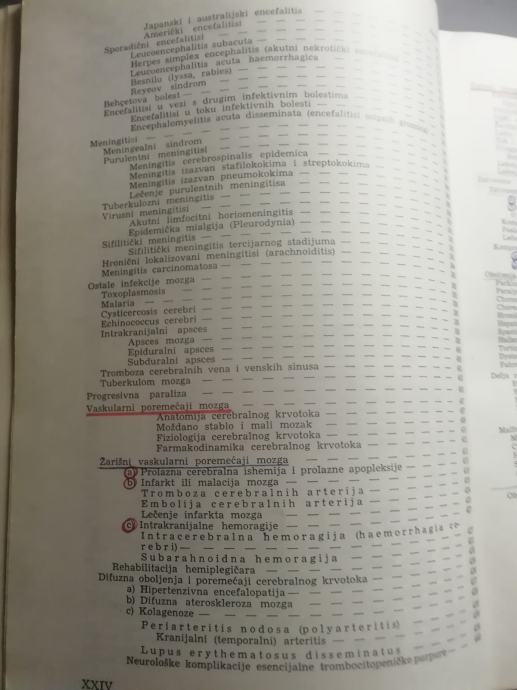 Japanski i australijski encefalitis
Američki encefalitisi
Sporadični encefalitisi
Leucoencephalitis subacuta
Herpes simplex encephalitis (akutni nekrotički
Leucoencephalitis acuta haemorrhagica
Besnilo (lyssa, rabies)
Reyeov sindrom
Behçetova bolest
Encefalitisi u vezi s drugim infektivnim bolestima
Encefalitisi u toku infektivnih bolesti
Encephalomyelitis acuta disseminata (encefalitisi
Meningitisi
Meningealni sindrom
Purulentni meningitisi
Meningitis cerebrospinalis epidemica
Meningitis izazvan stafilokokima i streptokokima
Meningitis izazvan pneumokokima
Lečenje purulentnih meningitisa
Tuberkulozni meningitis
Virusni meningitisi
Akutni limfocitni horiomeningitis
Epidemička mialgija (Pleurodynia)
Sifilitički meningitis
Sifilitički meningitis tercijarnog stadijuma
Hronični lokalizovani meningitisi (arachnoiditis)
Meningitis carcinomatosa
Ostale infekcije mozga
Toxoplasmosis
Malaria
Cysticercosis cerebri
Echinococcus cerebri
Intrakranijalni apsces
Apsces mozga
Epiduralni apsces
Subduralni apsces
Tromboza cerebralnih vena i venskih sinusa
Tuberkulom mozga
Progresivna paraliza
Vaskularni poremećaji mozga
Anatomija cerebralnog krvotoka
Moždano stablo i mali mozak
Fiziologija cerebralnog krvotoka
Farmakodinamika cerebralnog krvotoka
Žarišni vaskularni poremećaji mozga
a) Prolazna cerebralna ishemija i prolazne apopleksije
b) Infarkt ili malacija mozga
Tromboza cerebralnih arterija
Embolija cerebralnih arterija
Lečenje infarkta mozga
c) Intrakranijalne hemoragije
Intracerebralna hemoragija (haemorrhagia ce-
rebri)
Subarahnoidna hemoragija
Rehabilitacija hemiplegičara
Difuzna oboljenja i poremećaji cerebralnog krvotoka
a) Hipertenzivna encefalopatija
b) Difuzna ateroskleroza mozga
c) Kolagenoze
Periarteritis nodosa (polyarteritis)
Kranijalni (temporalni) arteritis
Lupus erythematosus disseminatus
Neurološke komplikacije esencijalne trombocitopeničke purpure
XXIV